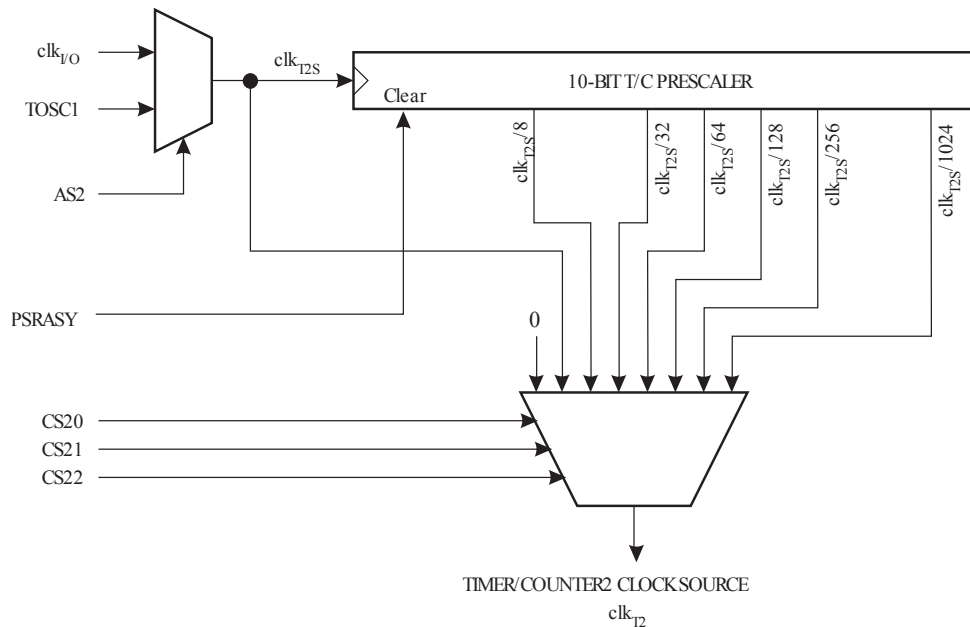 clkI/O
clkT2S
10-BIT T/C PRESCALER
TOSC1
Clear
clkT2S/8
clkT2S/32
clkT2S/64
clkT2S/128
clkT2S/256
clkT2S/1024
AS2
PSRASY
0
CS20
CS21
CS22
TIMER/COUNTER2 CLOCK SOURCE
clkT2